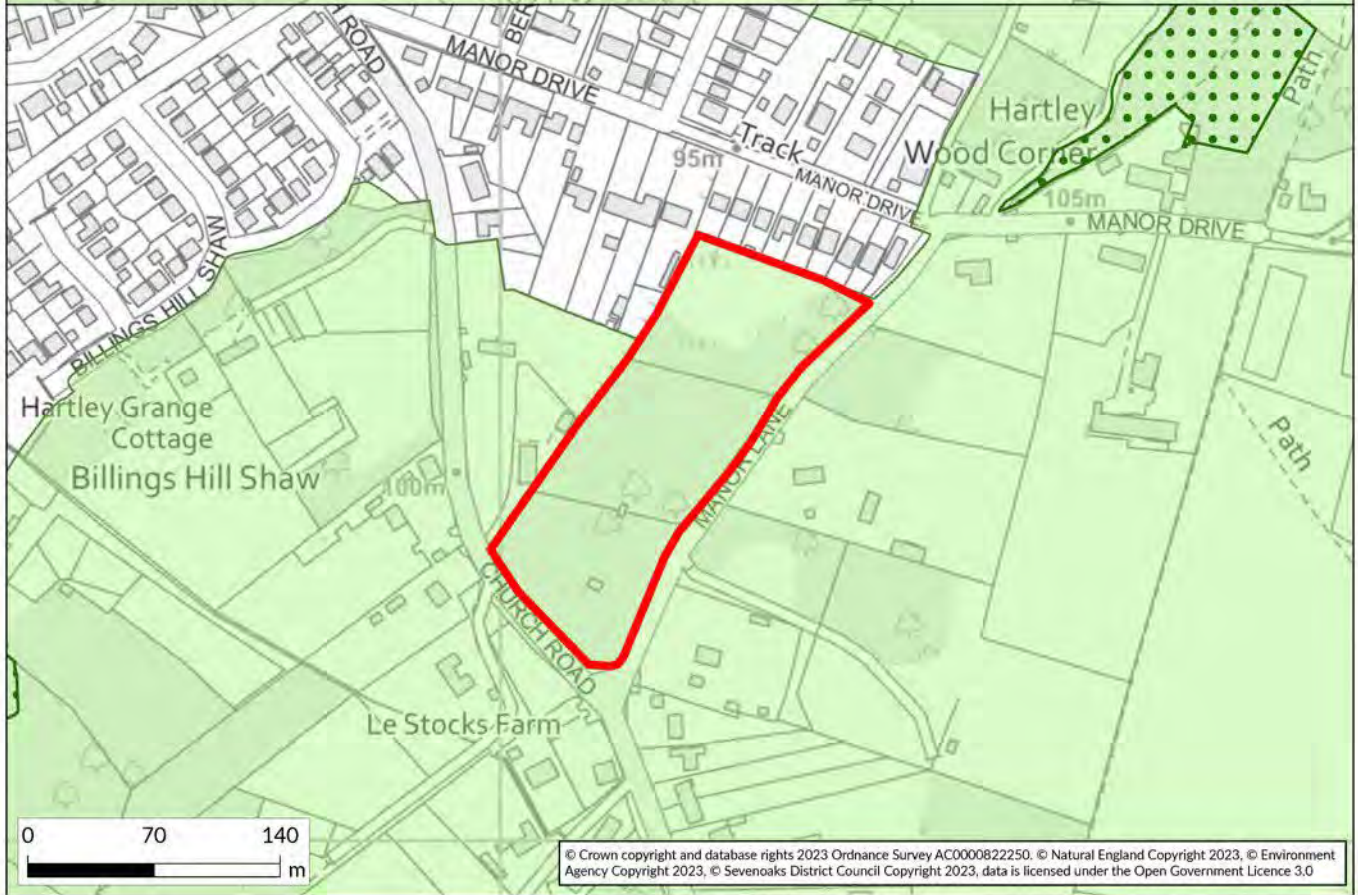 H ROAD
BER
MANOR DRIVE
Track
95m
MANOR DRIVE
Hartley
Wood Corner
Path
105m
MANOR DRIVE
BILLINGS HILL SHAW
Hartley Grange
Cottage
Billings Hill Shaw
100m
MANOR LANE
Path
CHURCH ROAD
Le Stocks Farm
0 70 140
m
© Crown copyright and database rights 2023 Ordnance Survey AC0000822250. © Natural England Copyright 2023, © Environment
Agency Copyright 2023, © Sevenoaks District Council Copyright 2023, data is licensed under the Open Government Licence 3.0